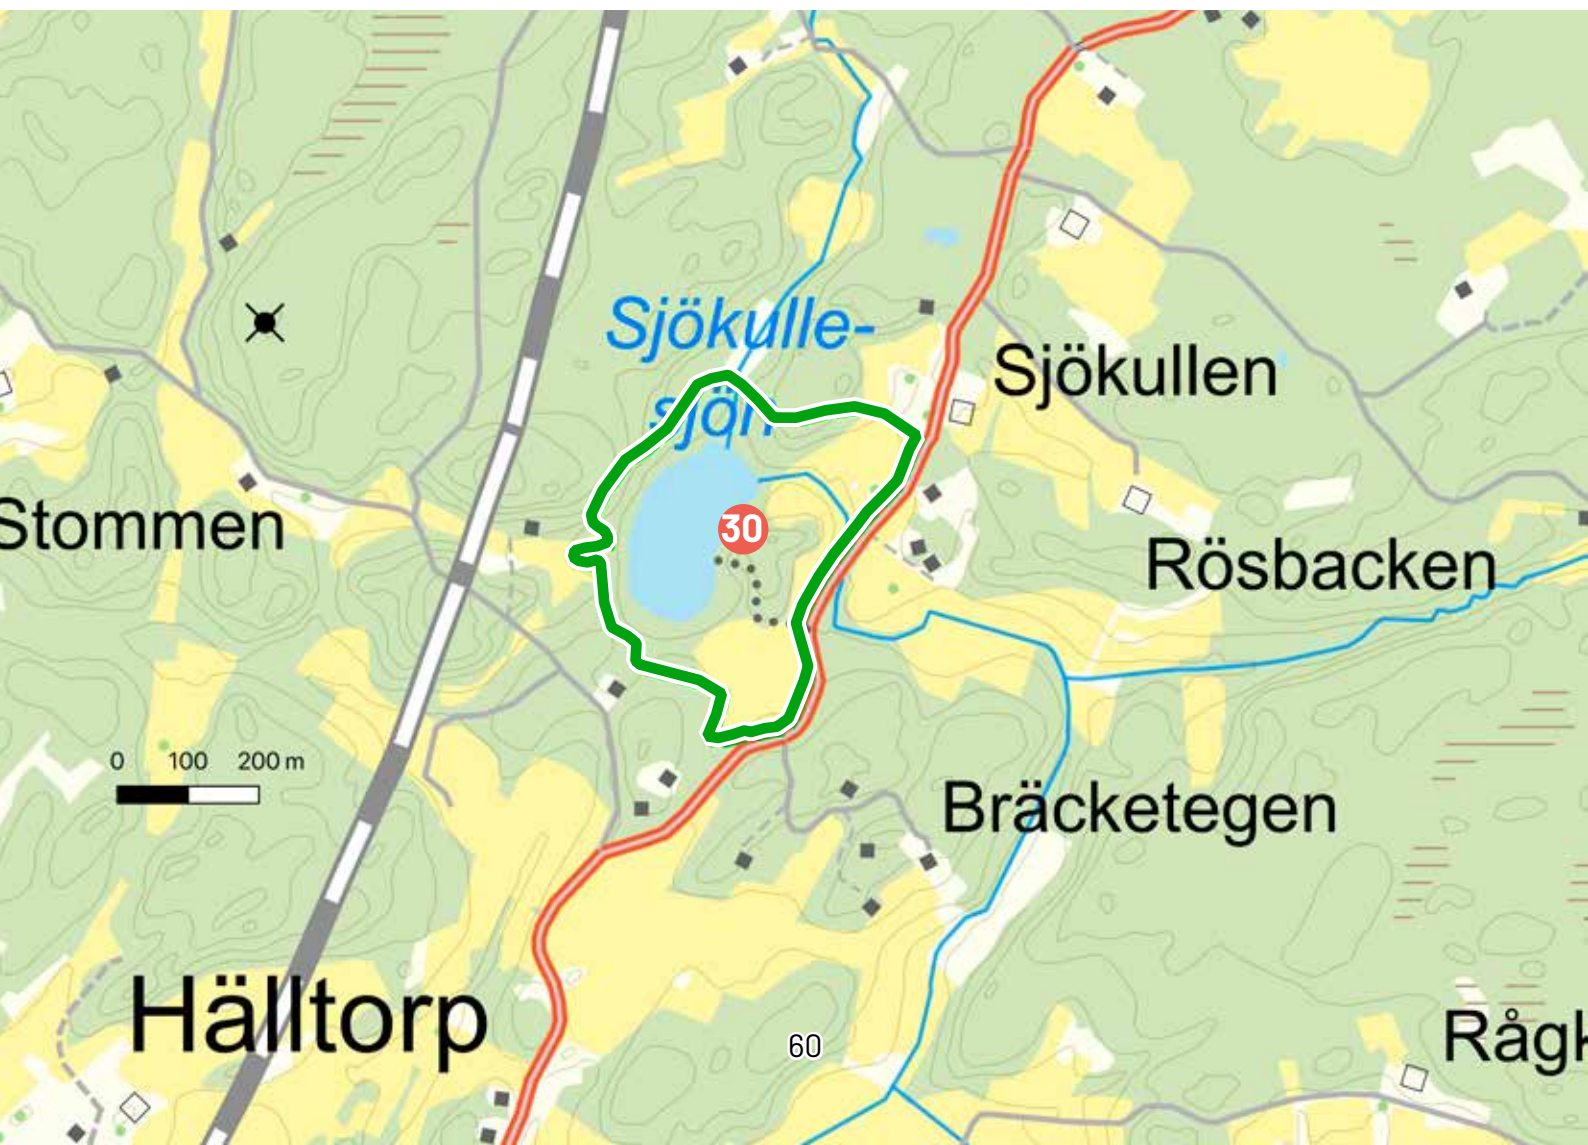 Sjökulle-
sjön
Sjökullen
Stommen
30
Rösbacken
0 100 200 m
Bräcketegen
Hälltorp
60